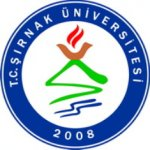 T.C. ŞIRNAK ÜNİVERSİTESİ
2008